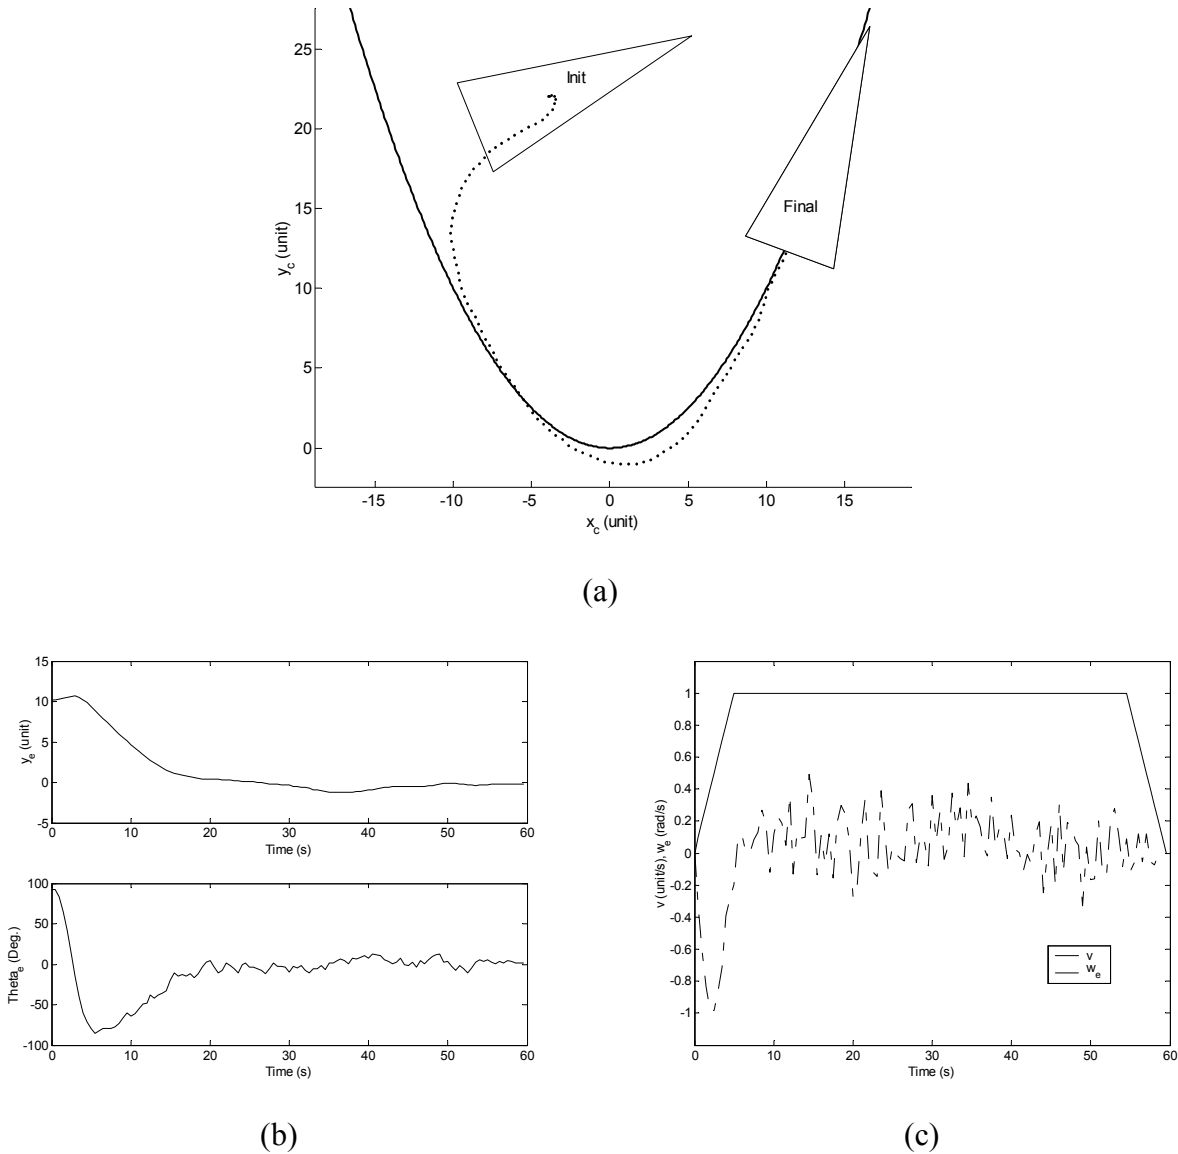 25
20
15
10
5
0
y_c (unit)
Init
Final
-15 -10 -5 0 5 10 15
x_c (unit)
(a)
15
10
5
0
-5
y_e (unit)
0 10 20 30 40 50 60
Time (s)
100
50
0
-50
-100
Theta_e (Deg.)
0 10 20 30 40 50 60
Time (s)
(b)
1
0.8
0.6
0.4
0.2
0
-0.2
-0.4
-0.6
-0.8
-1
v (unit/s), w_e (rad/s)
v
w_e
0 10 20 30 40 50 60
Time (s)
(c)